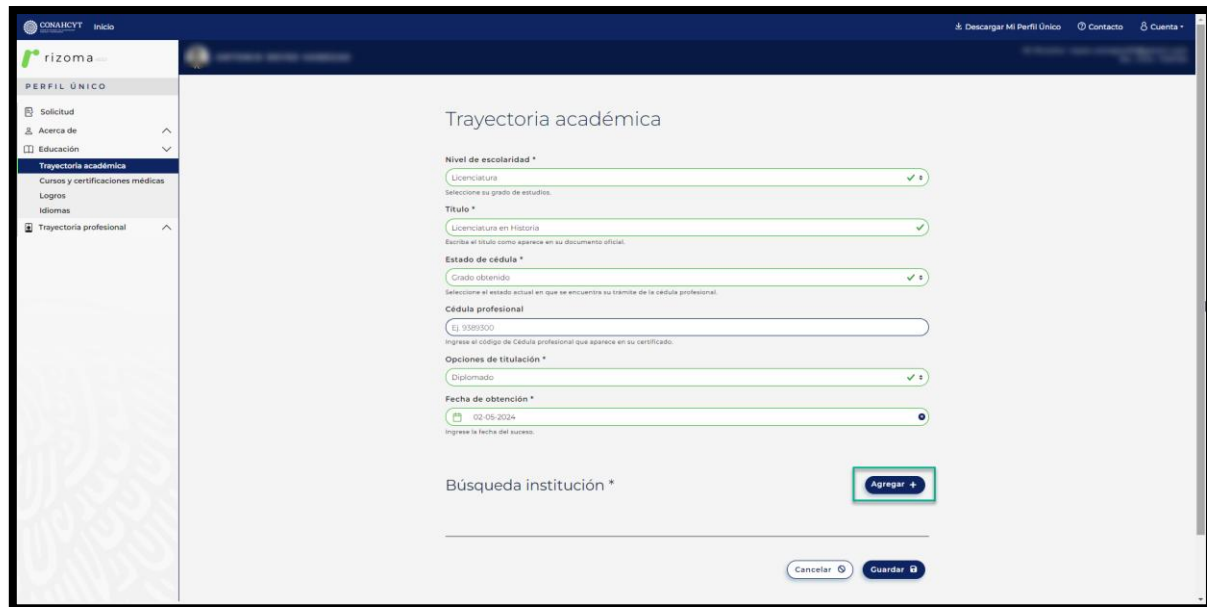 CONAHCYT Inicio Descargar Mi Perfil Único Contacto Cuenta
rizoma
PERFIL ÚNICO
Solicitud
Acerca de
Educación
Trayectoria académica
Cursos y certificaciones médicas
Logros
Idiomas
Trayectoria profesional
Trayectoria académica
Nivel de escolaridad *
Licenciatura
Seleccione su grado de estudios.
Título *
Licenciatura en Historia
Escriba el título como aparece en su documento oficial.
Estado de cédula *
Grado obtenido
Seleccione el estado actual en que se encuentra su trámite de la cédula profesional.
Cédula profesional
Ej. 9389300
Ingrese el código de Cédula profesional que aparece en su certificado.
Opciones de titulación *
Diplomado
Fecha de obtención *
02-05-2024
Ingrese la fecha del suceso.
Búsqueda institución *
Agregar +
Cancelar
Guardar